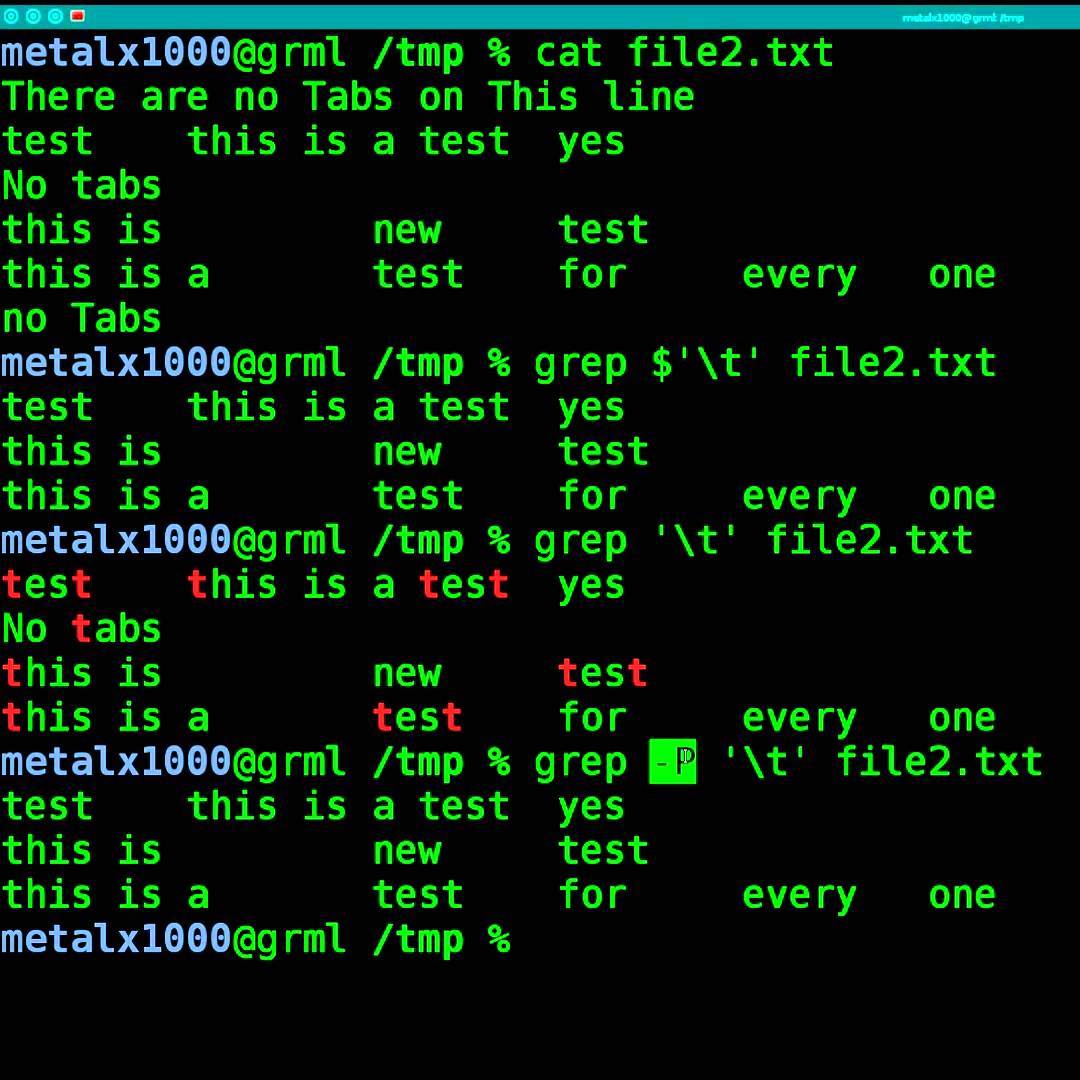 metalx1000@grml /tmp
metalx1000@grml /tmp % cat file2.txt
There are no Tabs on This line
test    this is a test  yes
No tabs
this is         new     test
this is a       test    for     every   one
no Tabs
metalx1000@grml /tmp % grep $'\t' file2.txt
test    this is a test  yes
this is         new     test
this is a       test    for     every   one
metalx1000@grml /tmp % grep '\t' file2.txt
test    this is a test  yes
No tabs
this is         new     test
this is a       test    for     every   one
metalx1000@grml /tmp % grep -P '\t' file2.txt
test    this is a test  yes
this is         new     test
this is a       test    for     every   one
metalx1000@grml /tmp %